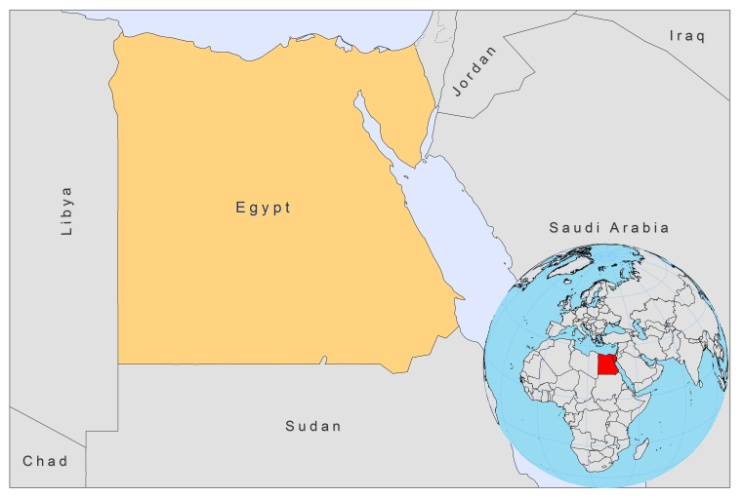 Iraq
Jordan
Libya
Egypt
Saudi Arabia
Sudan
Chad